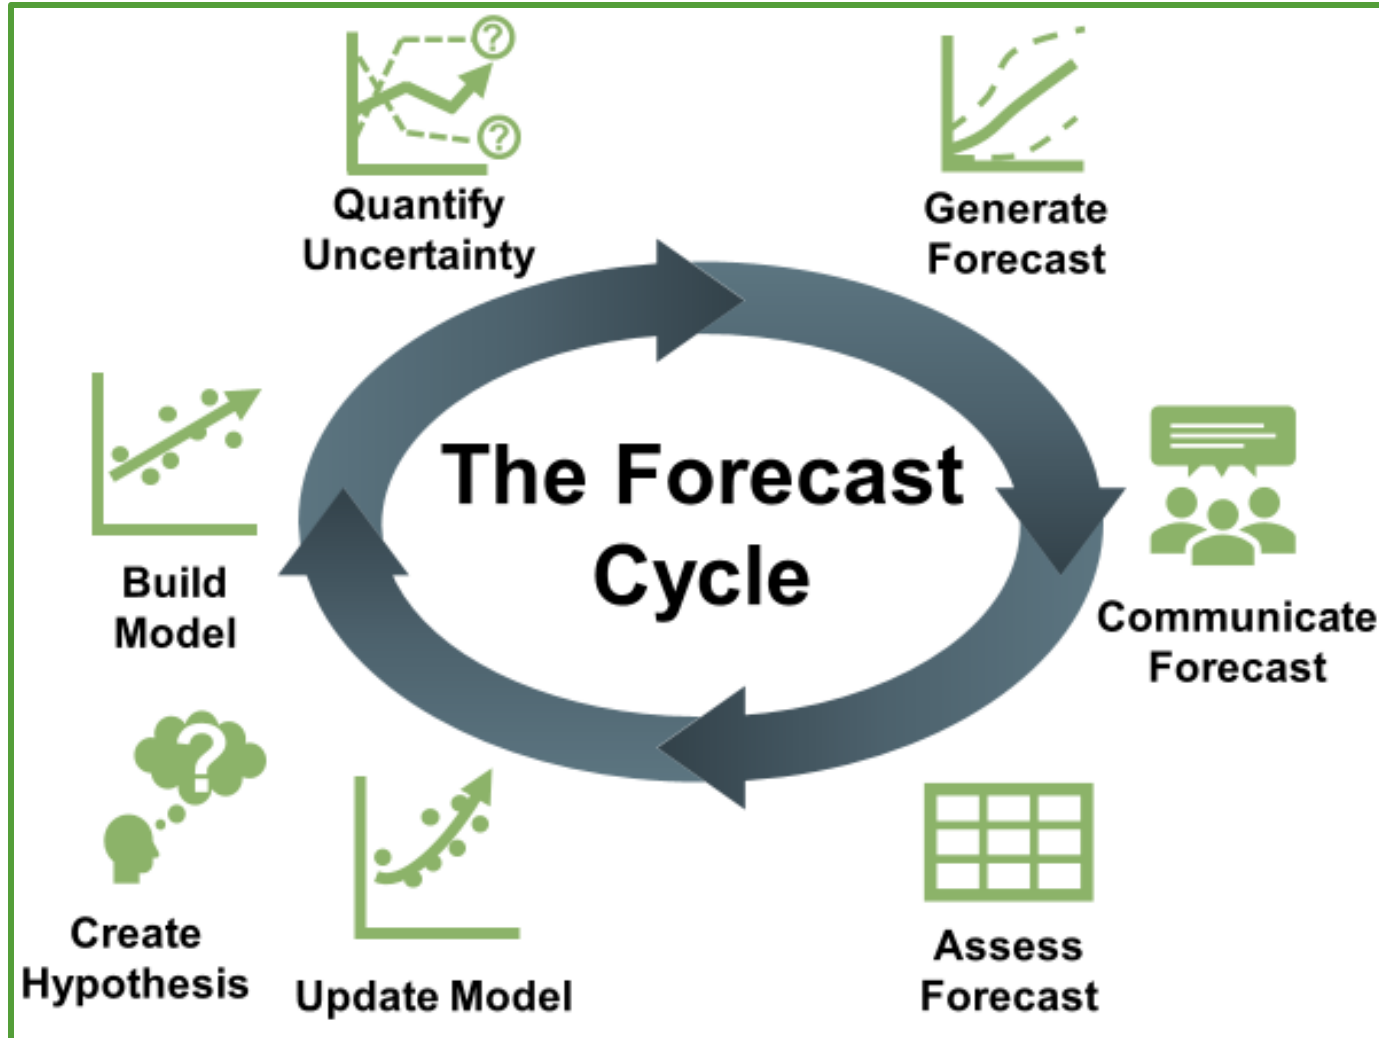 ?
?
Quantify
Uncertainty
Generate
Forecast
The Forecast
Cycle
Build
Model
Communicate
Forecast
?
Create
Hypothesis
Update Model
Assess
Forecast